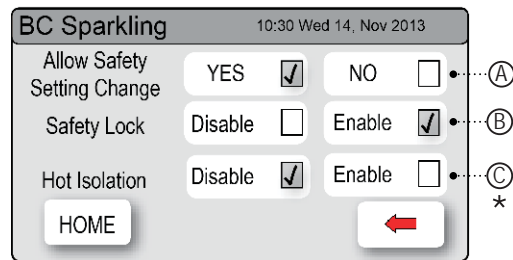 BC Sparkling 10:30 Wed 14, Nov 2013
Allow Safety
Setting Change YES NO A
Safety Lock Disable Enable B
Hot Isolation Disable Enable C
*
HOME